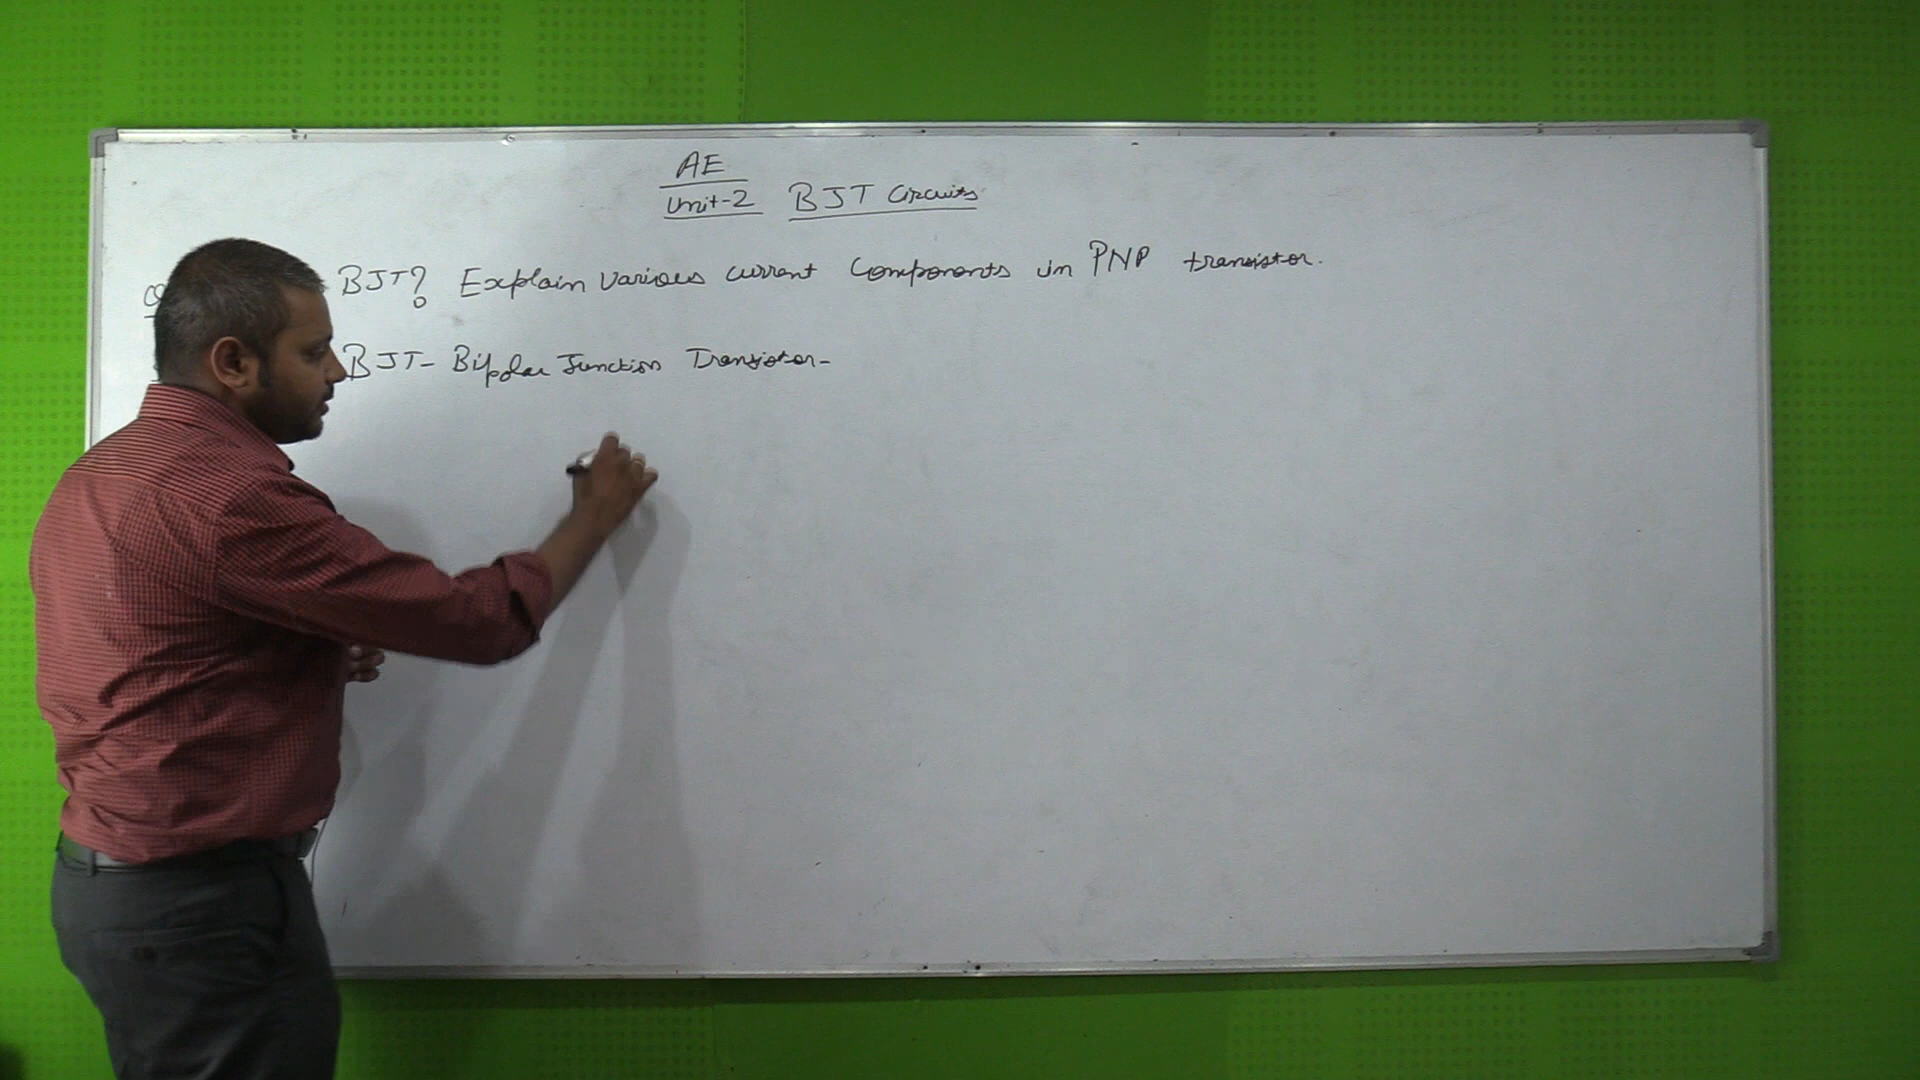 AE
Unit-2 BJT Circuits
BJT? Explain various current Components in PNP transistor.
BJT- Bipolar Junction Transistor-